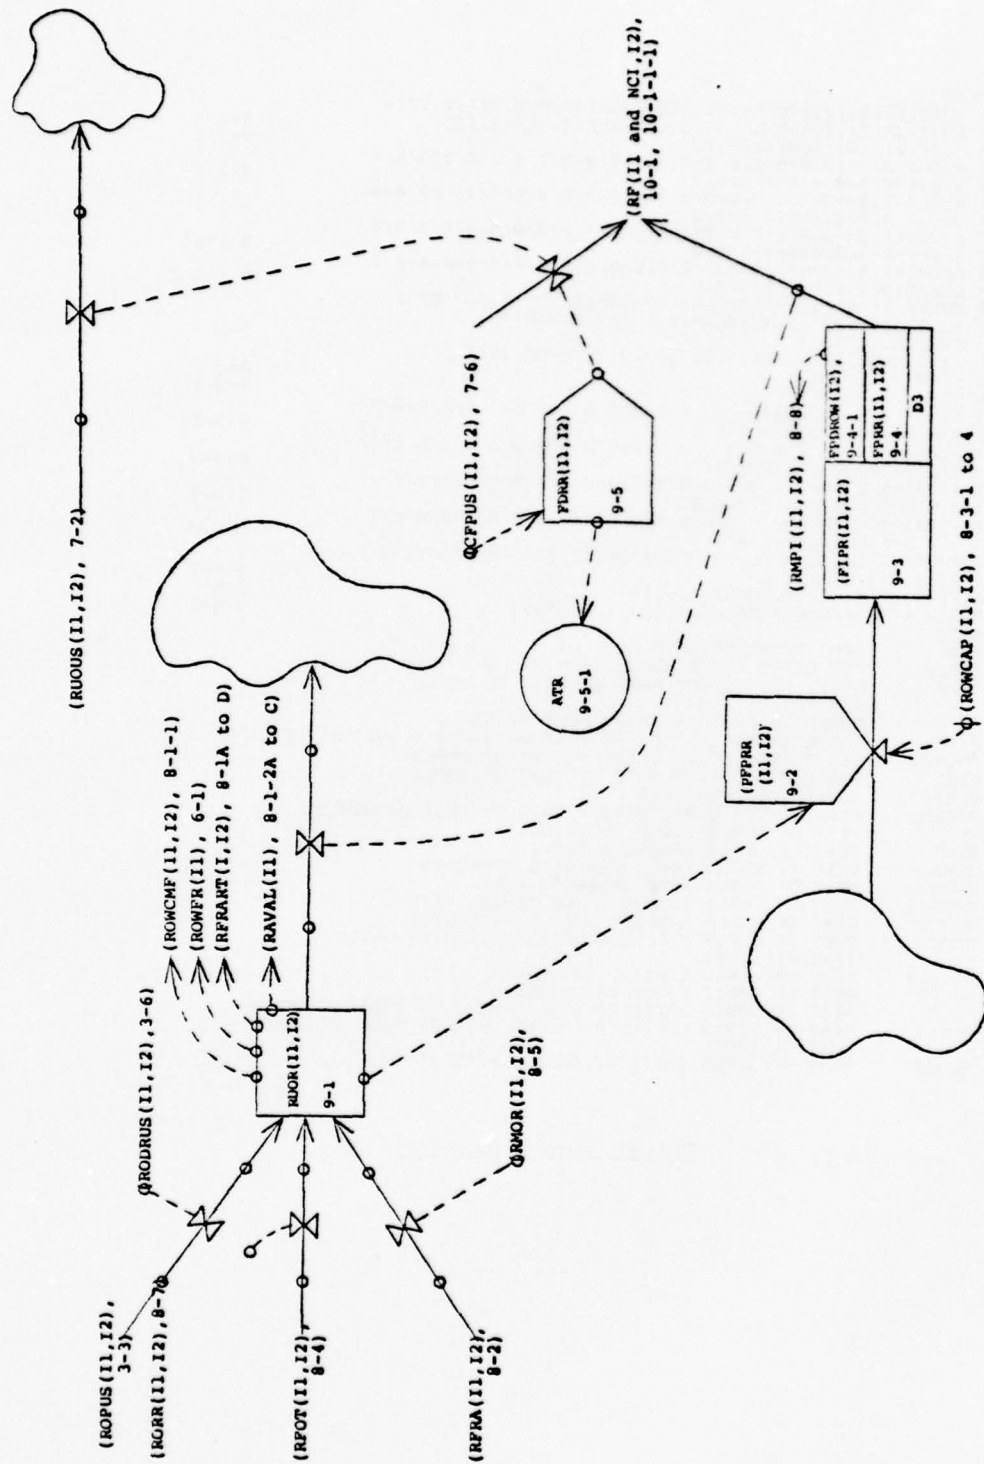 (ROPUS(I1,I2),
3-3)
(RORR(I1,I2),8-7)
(RFOT(I1,I2),
8-4)
(RFRA(I1,I2),
8-2)
(RODRUS(I1,I2),3-6)
(RMOR(I1,I2),
8-5)
RUOR(I1,I2)
9-1
(ROWCMF(I1,I2), 8-1-1)
(ROWFR(I1), 6-1)
(RFRART(I,I2), 8-1A to D)
(RAVAL(I1), 8-1-2A to C)
(RUOUS(I1,I2), 7-2)
(CFPUS(I1,I2), 7-6)
FDRR(I1,I2)
9-5
ATR
9-5-1
(PFPRR
(I1,I2)
9-2
(ROWCAP(I1,I2), 8-3-1 to 4
(RMPI(I1,I2), 8-8)
(FIPR(I1,I2)
9-3
FPDROW(I2),
9-4-1
FPRR(I1,I2)
9-4
D3
(RF(I1 and NCI,I2),
10-1, 10-1-1-1)